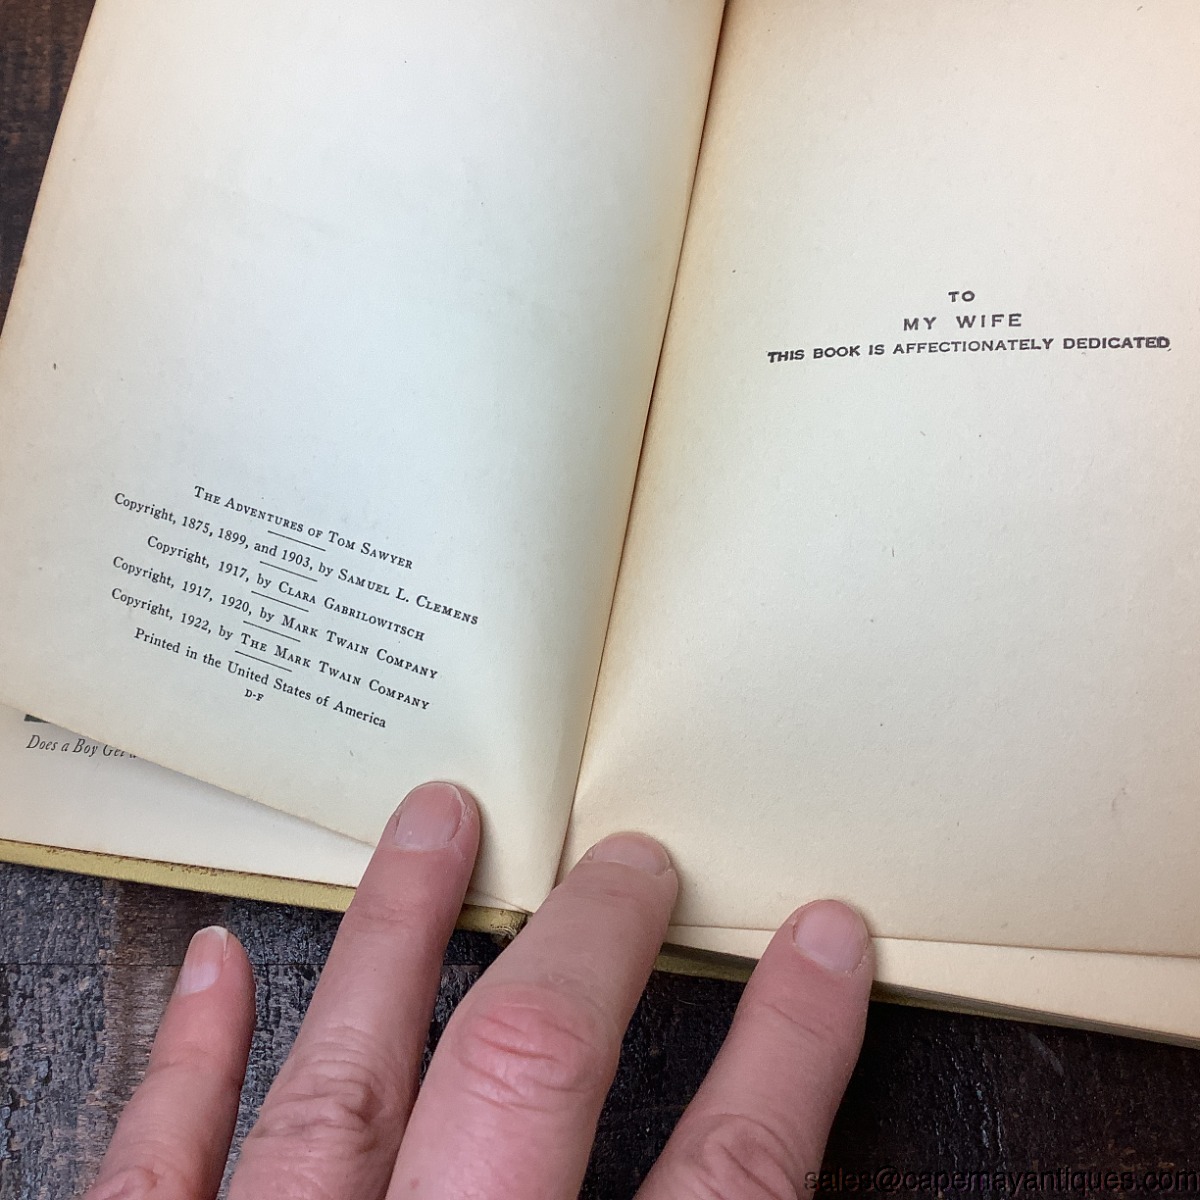 The Adventures of Tom Sawyer
Copyright, 1875, 1899, and 1903, by Samuel L. Clemens
Copyright, 1917, by Clara Gabrilowitsch
Copyright, 1917, 1920, by Mark Twain Company
Copyright, 1922, by The Mark Twain Company
Printed in the United States of America
D-F
Does a Boy Get
TO
MY WIFE
THIS BOOK IS AFFECTIONATELY DEDICATED.
sales@capemayantiques.com